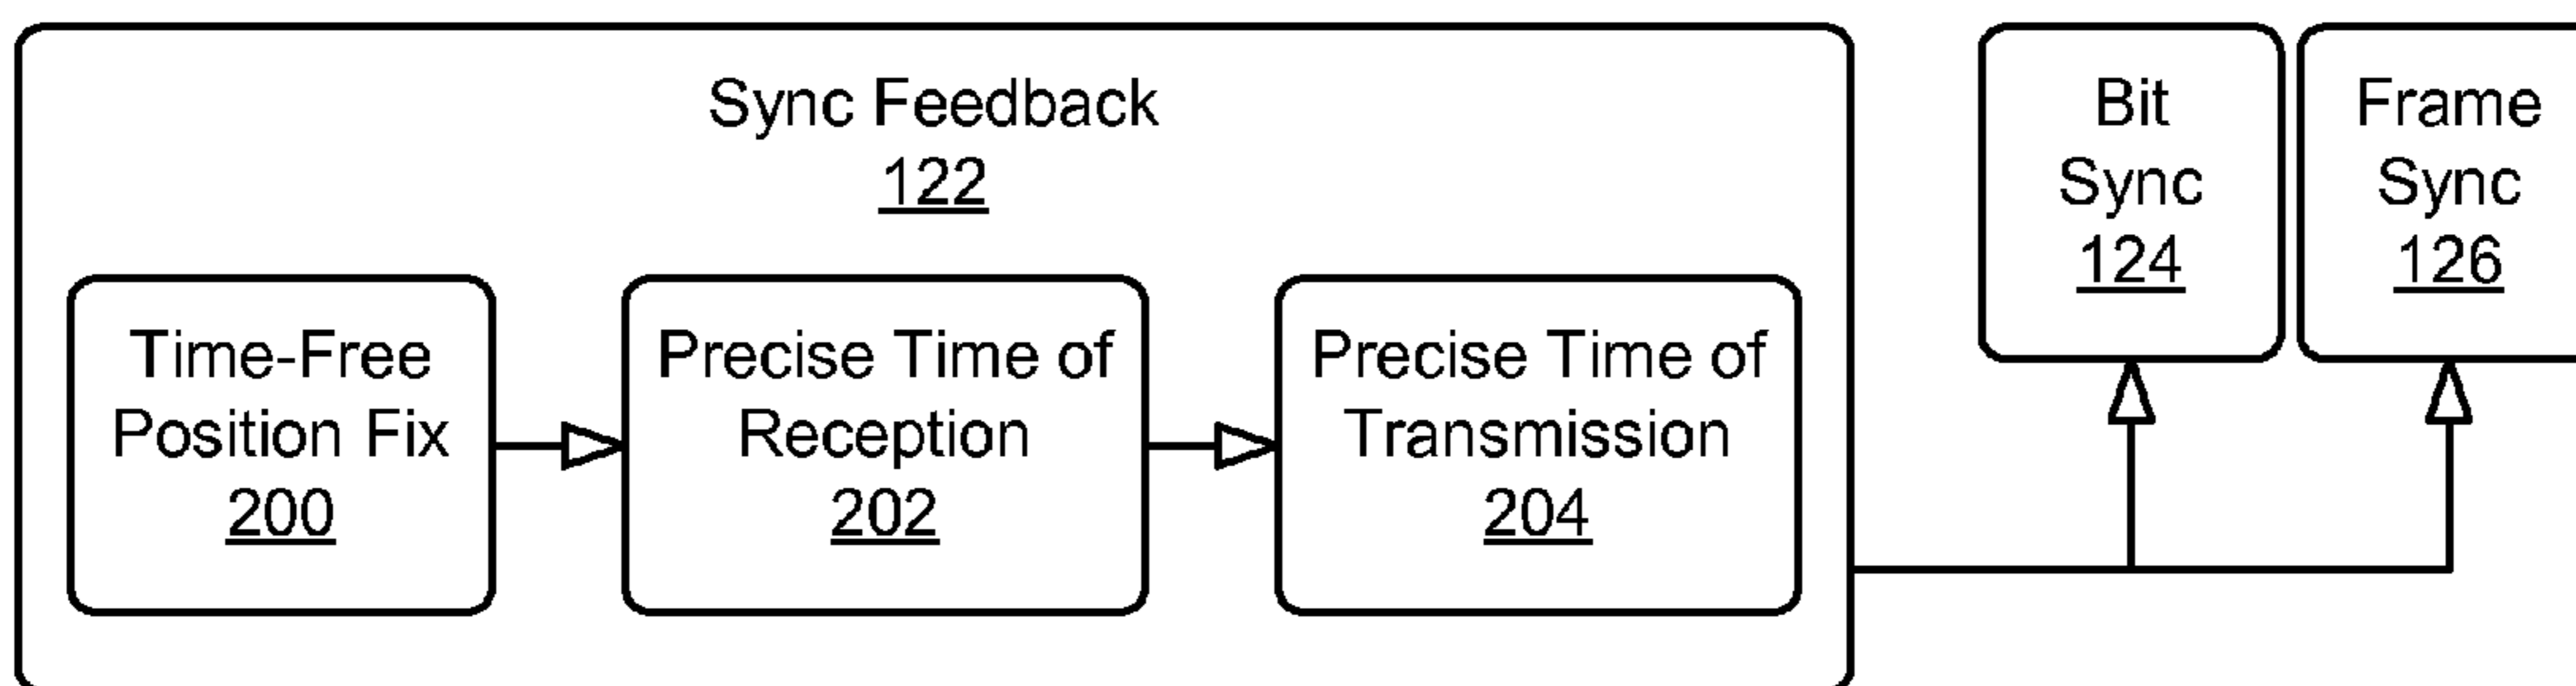 Sync Feedback
122
Time-Free
Position Fix
200
Precise Time of
Reception
202
Precise Time of
Transmission
204
Bit
Sync
124
Frame
Sync
126